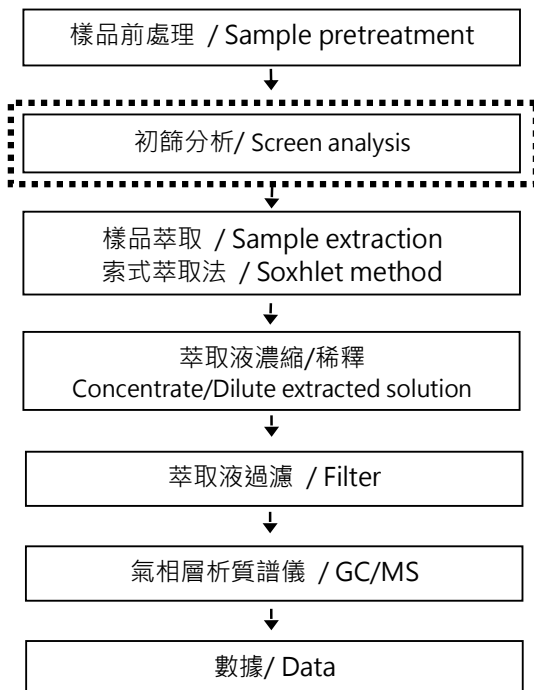 樣品前處理 / Sample pretreatment
初篩分析/ Screen analysis
樣品萃取 / Sample extraction
索式萃取法 / Soxhlet method
萃取液濃縮/稀釋
Concentrate/Dilute extracted solution
萃取液過濾 / Filter
氣相層析質譜儀 / GC/MS
數據/ Data